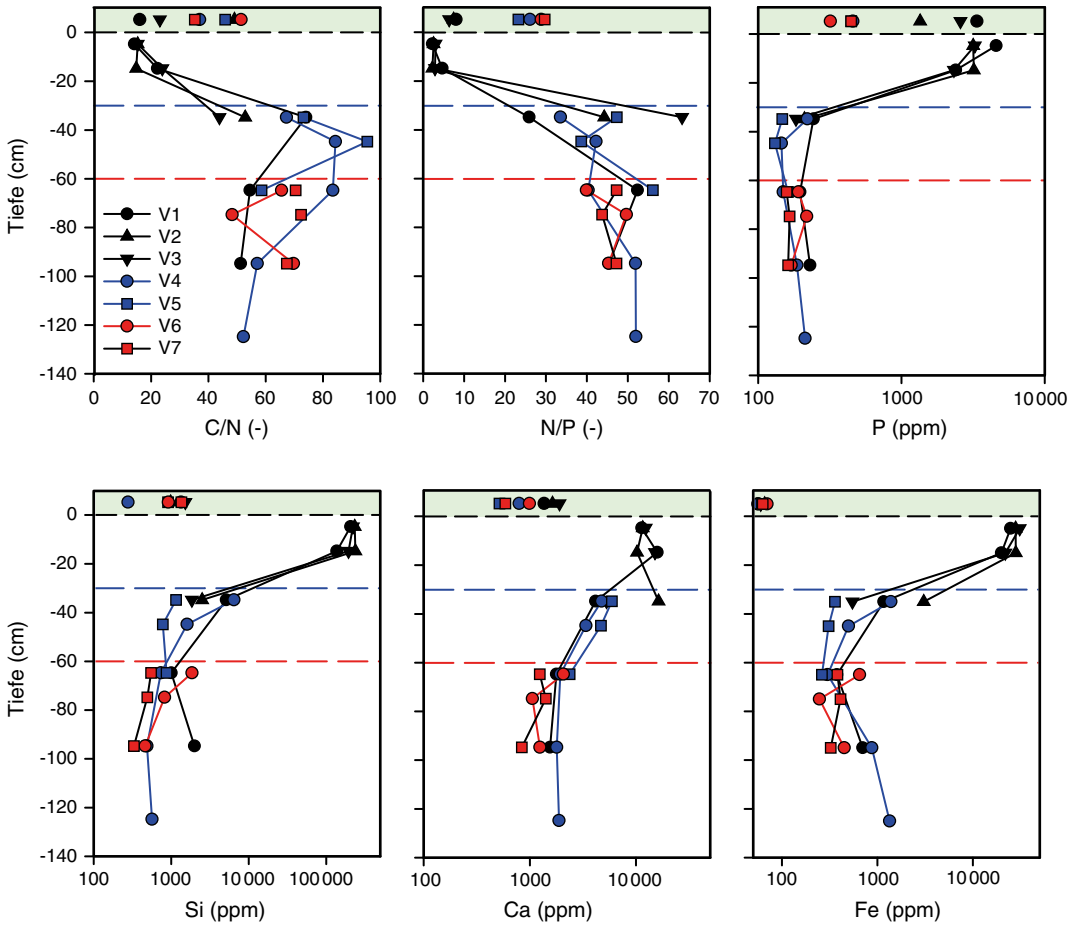 0
-20
-40
-60
-80
-100
-120
-140
Tiefe (cm)
V1
V2
V3
V4
V5
V6
V7
0 20 40 60 80 100
C/N (-)
0 10 20 30 40 50 60 70
N/P (-)
100 1000 10 000
P (ppm)
0
-20
-40
-60
-80
-100
-120
-140
Tiefe (cm)
100 1000 10 000 100 000
Si (ppm)
100 1000 10 000
Ca (ppm)
100 1000 10 000
Fe (ppm)